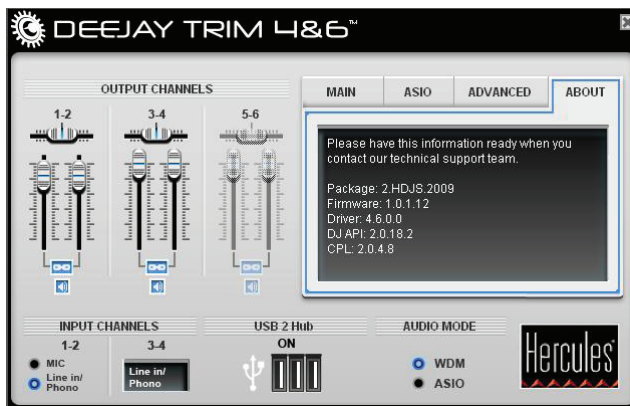 DEEJAY TRIM 4&6™
OUTPUT CHANNELS
1-2 3-4 5-6
MAIN ASIO ADVANCED ABOUT
Please have this information ready when you
contact our technical support team.
Package: 2.HDJS.2009
Firmware: 1.0.1.12
Driver: 4.6.0.0
DJ API: 2.0.18.2
CPL: 2.0.4.8
INPUT CHANNELS
1-2 3-4
MIC
Line in/
Phono
Line in/
Phono
USB 2 Hub
ON
AUDIO MODE
WDM
ASIO
Hercules